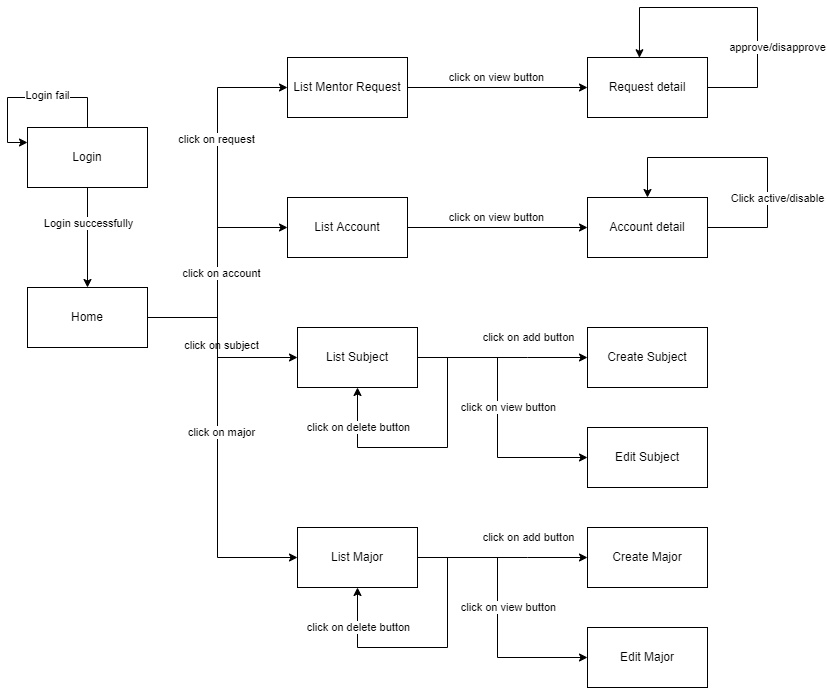 approve/disapprove
click on view button
List Mentor Request
Request detail
Login fail
click on request
Login
Click active/disable
click on view button
Login successfully
List Account
Account detail
click on account
Home
click on subject
click on add button
List Subject
Create Subject
click on view button
click on delete button
click on major
Edit Subject
click on add button
List Major
Create Major
click on view button
click on delete button
Edit Major